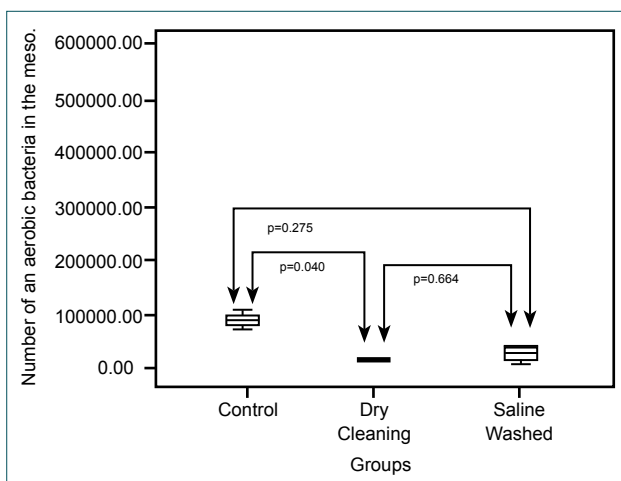 Number of an aerobic bacteria in the meso.
600000.00
500000.00
400000.00
300000.00
200000.00
100000.00
0.00
p=0.275
p=0.040
p=0.664
Control
Dry
Cleaning
Saline
Washed
Groups